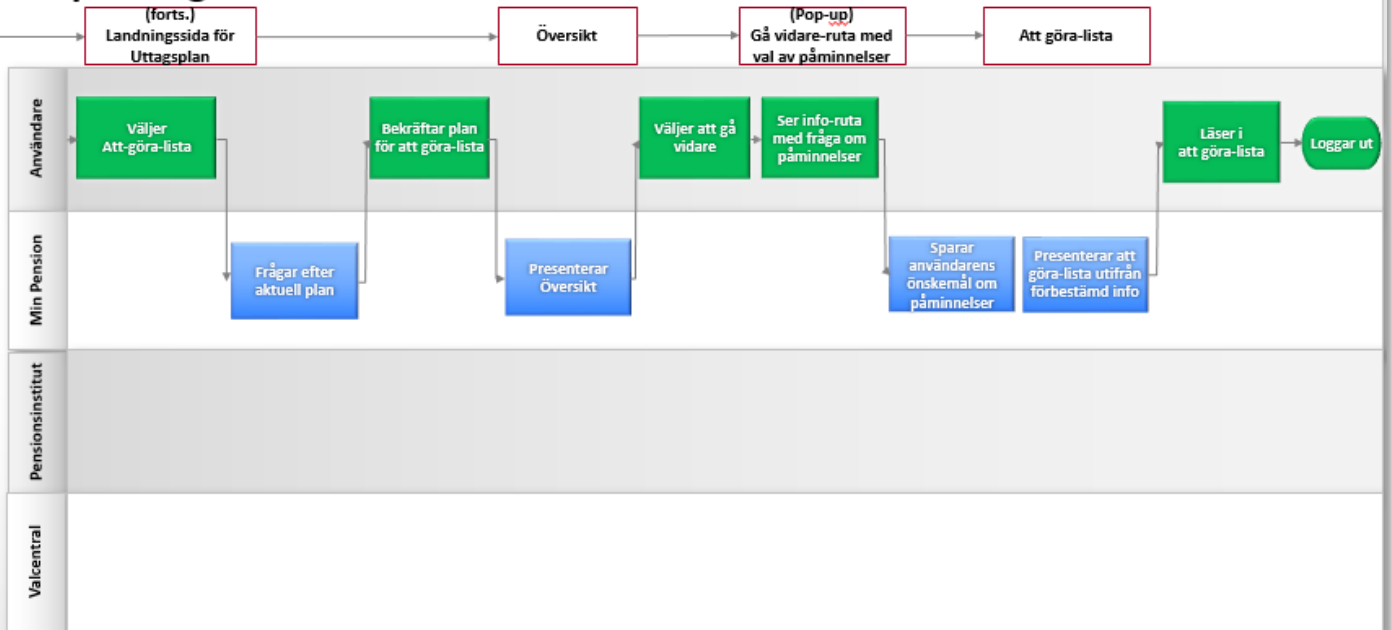 (forts.)
Landningssida för
Uttagsplan
Översikt
(Pop-up)
Gå vidare-ruta med
val av påminnelser
Att göra-lista
Användare
Väljer
Att-göra-lista
Bekräftar plan
för att göra-lista
Väljer att gå
vidare
Ser info-ruta
med fråga om
påminnelser
Läser i
att göra-lista
Loggar ut
Min Pension
Frågar efter
aktuell plan
Presenterar
Översikt
Sparar
användarens
önskemål om
påminnelser
Presenterar att
göra-lista utifrån
förbestämd info
Pensionsinstitut
Valcentral